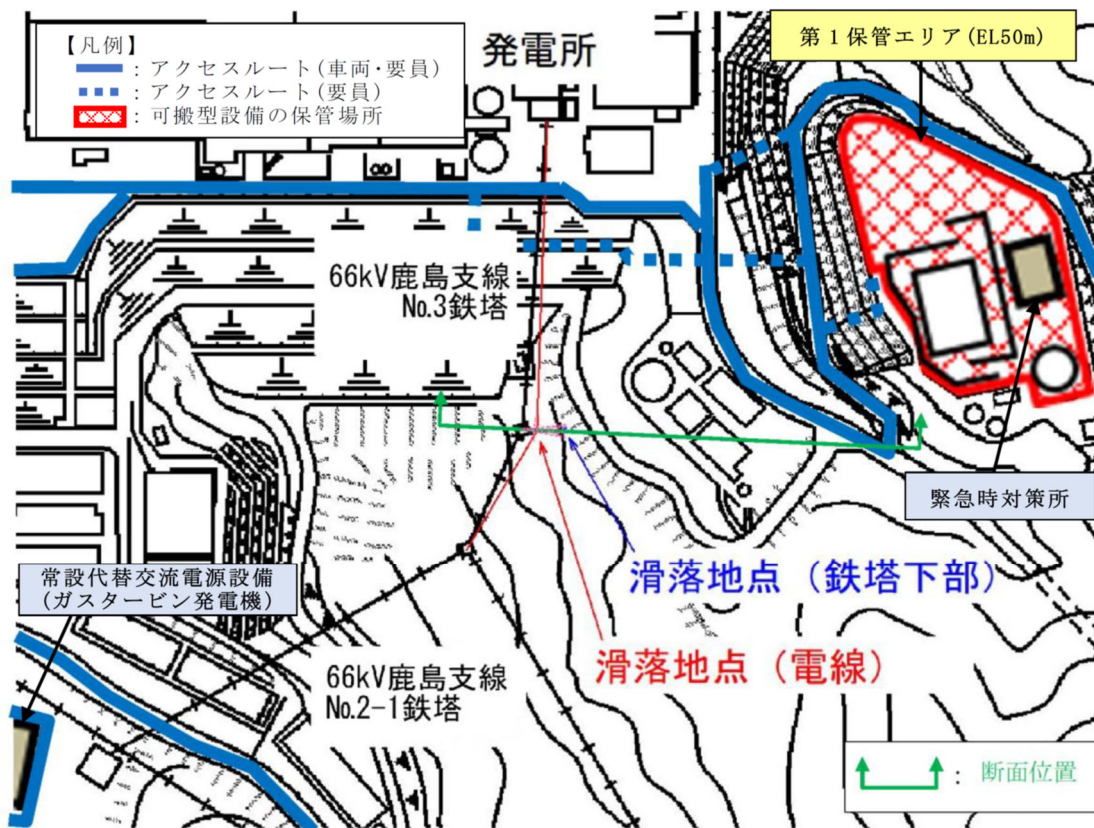 【凡例】
: アクセスルート(車両・要員)
: アクセスルート(要員)
: 可搬型設備の保管場所
発電所
第1保管エリア(EL50m)
66kV鹿島支線
No.3鉄塔
緊急時対策所
常設代替交流電源設備
(ガスタービン発電機)
滑落地点(鉄塔下部)
滑落地点(電線)
66kV鹿島支線
No.2-1鉄塔
: 断面位置